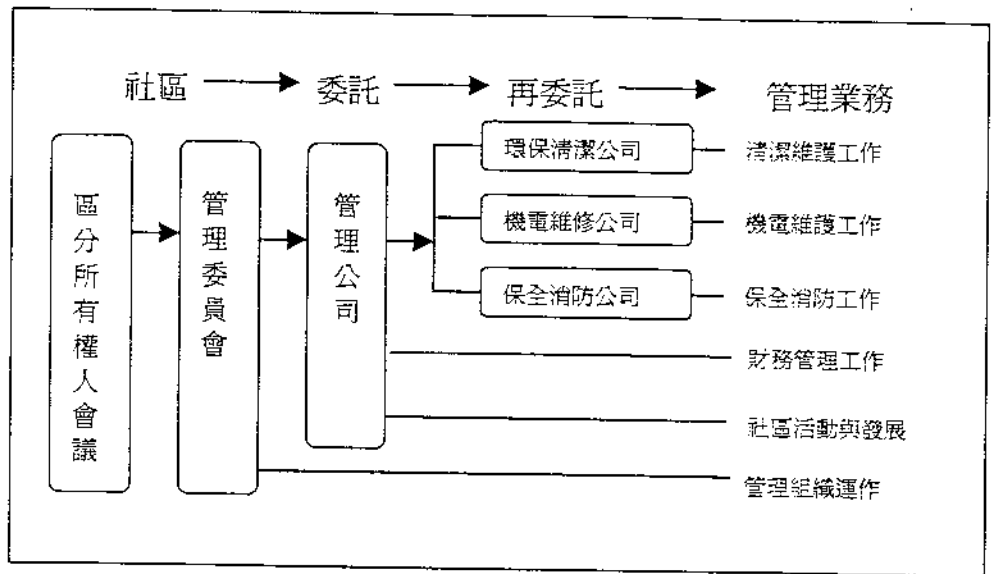 社區
委託
再委託
管理業務
區分所有權人會議
管理委員會
管理公司
環保清潔公司
清潔維護工作
機電維修公司
機電維護工作
保全消防公司
保全消防工作
財務管理工作
社區活動與發展
管理組織運作